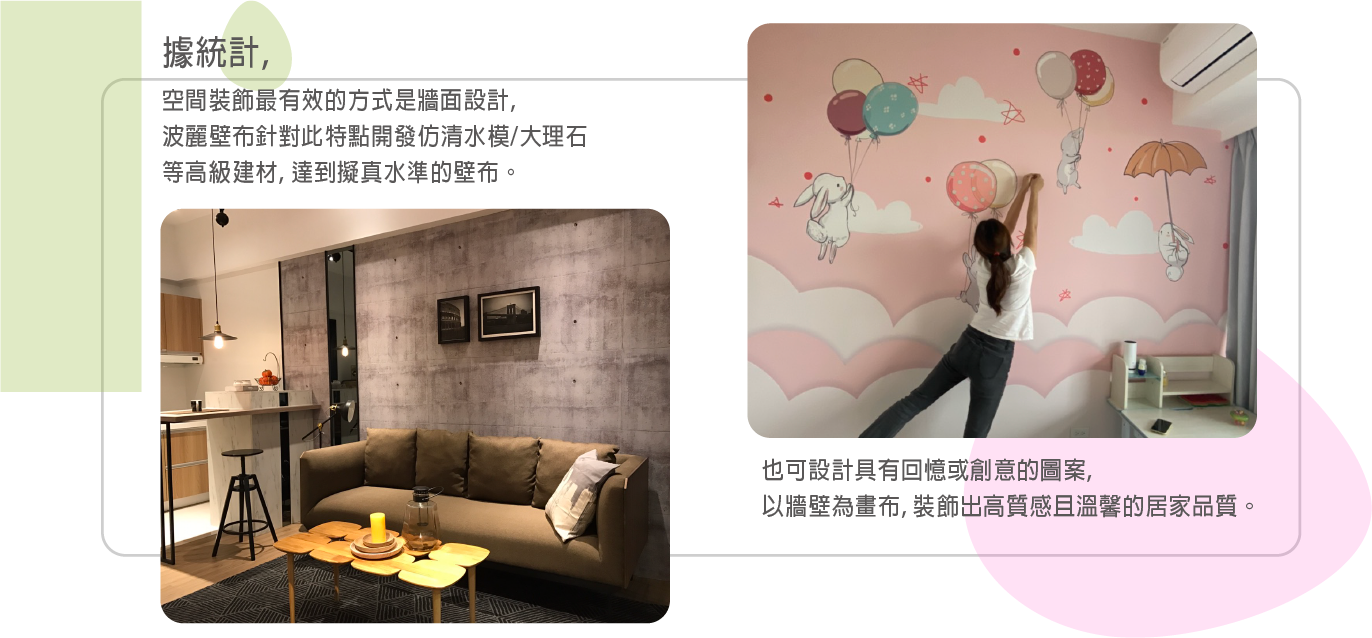 據統計,
空間裝飾最有效的方式是牆面設計,
波麗壁布針對此特點開發仿清水模/大理石
等高級建材, 達到擬真水準的壁布。
也可設計具有回憶或創意的圖案,
以牆壁為畫布, 裝飾出高質感且溫馨的居家品質。